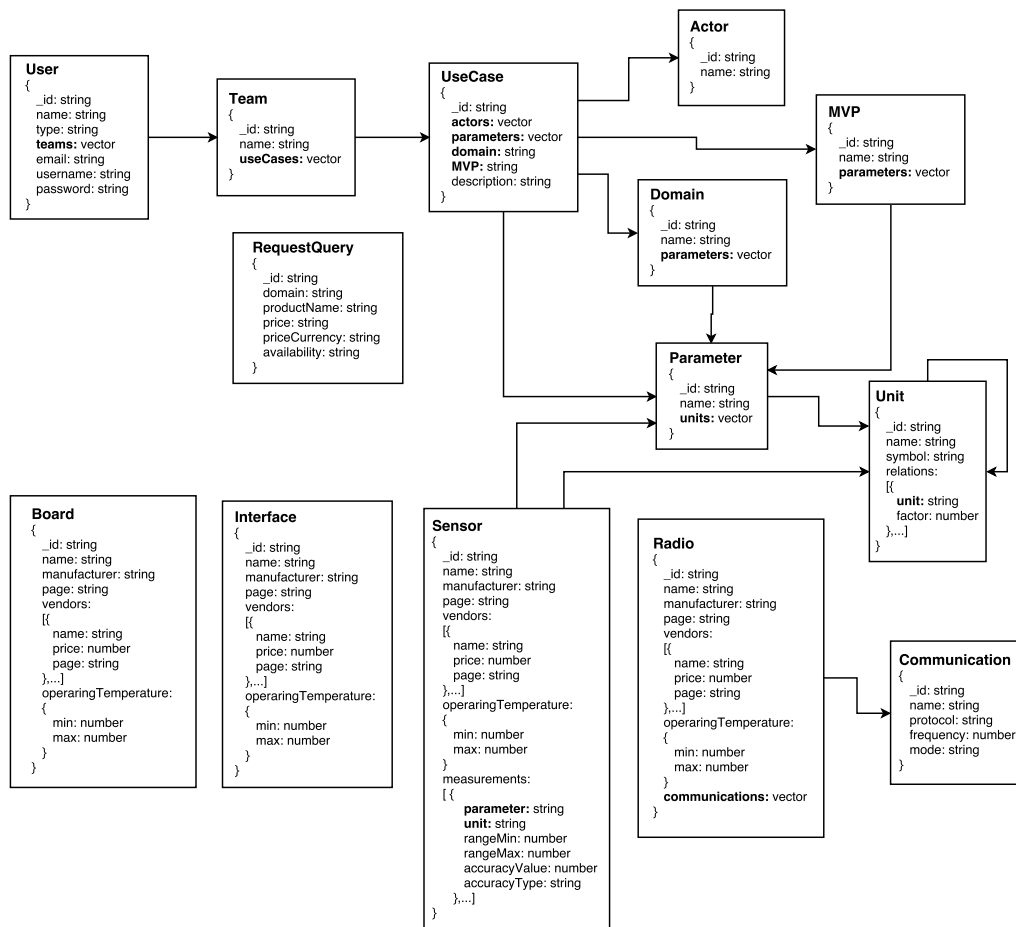 User
{
_id: string
name: string
type: string
teams: vector
email: string
username: string
password: string
}
Team
{
_id: string
name: string
useCases: vector
}
UseCase
{
_id: string
actors: vector
parameters: vector
domain: string
MVP: string
description: string
}
Actor
{
_id: string
name: string
}
MVP
{
_id: string
name: string
parameters: vector
}
Domain
{
_id: string
name: string
parameters: vector
}
RequestQuery
{
_id: string
domain: string
productName: string
price: string
priceCurrency: string
availability: string
}
Parameter
{
_id: string
name: string
units: vector
}
Unit
{
_id: string
name: string
symbol: string
relations:
[{
unit: string
factor: number
},...]
}
Board
{
_id: string
name: string
manufacturer: string
page: string
vendors:
[{
name: string
price: number
page: string
},...]
operaringTemperature:
{
min: number
max: number
}
}
Interface
{
_id: string
name: string
manufacturer: string
page: string
vendors:
[{
name: string
price: number
page: string
},...]
operaringTemperature:
{
min: number
max: number
}
}
Sensor
{
_id: string
name: string
manufacturer: string
page: string
vendors:
[{
name: string
price: number
page: string
},...]
operaringTemperature:
{
min: number
max: number
}
measurements:
[ {
parameter: string
unit: string
rangeMin: number
rangeMax: number
accuracyValue: number
accuracyType: string
},...]
}
Radio
{
_id: string
name: string
manufacturer: string
page: string
vendors:
[{
name: string
price: number
page: string
},...]
operaringTemperature:
{
min: number
max: number
}
communications: vector
}
Communication
{
_id: string
name: string
protocol: string
frequency: number
mode: string
}